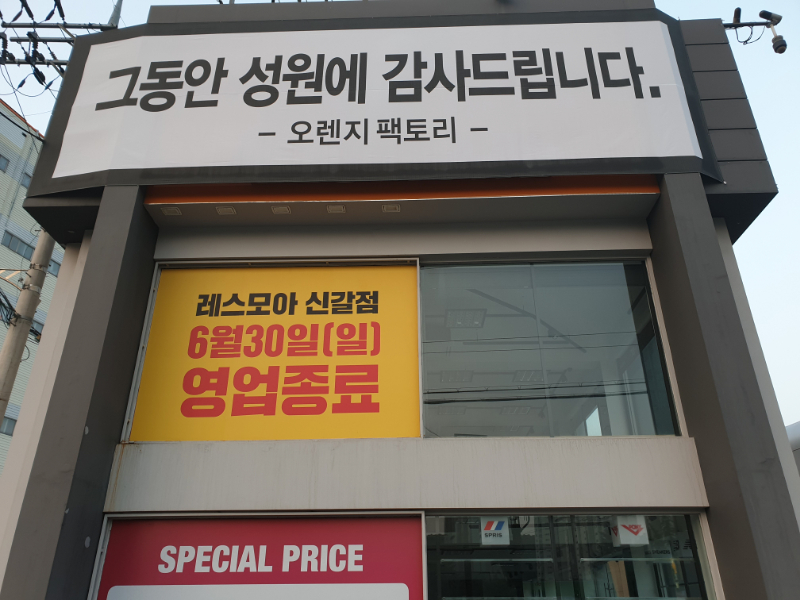 그동안 성원에 감사드립니다.
- 오렌지 팩토리 -
레스모아 신갈점
6월30일(일)
영업종료
SPECIAL PRICE
SPRIS